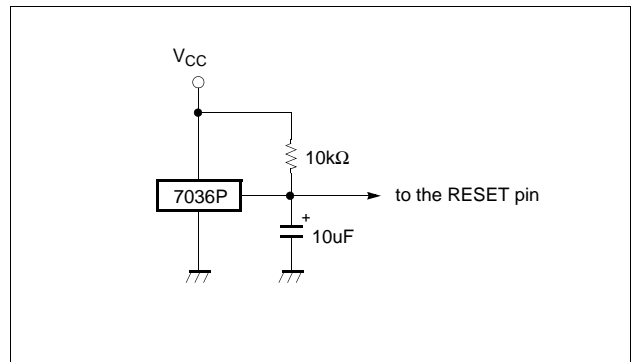 VCC
10kΩ
7036P
to the RESET pin
+
10uF